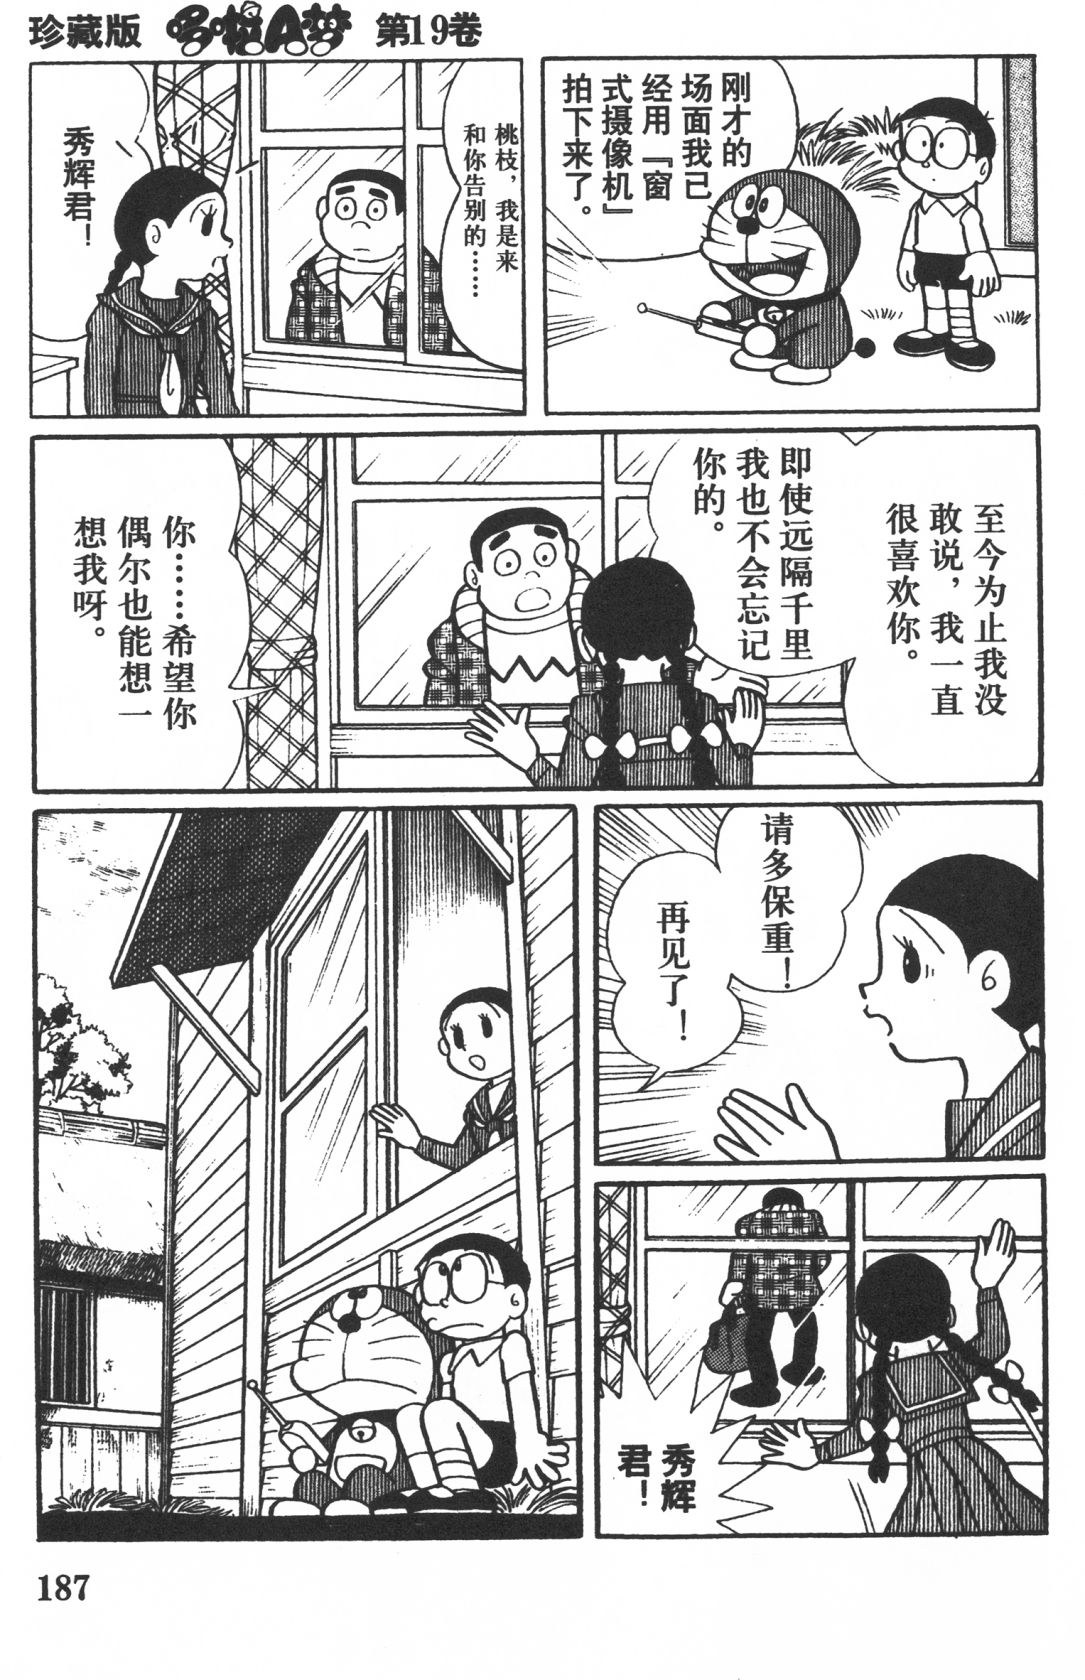 珍藏版 哆啦A梦 第19卷
刚才的
场面我已
经用『窗
式摄像机』
拍下来了。
桃枝，我是来
和你告别的……
秀辉君！
至今为止我没
敢说，我一直
很喜欢你。
即使远隔千里
我也不会忘记
你的。
你……希望你
偶尔也能想一
想我呀。
请多保重！
再见了！
秀辉
君！
187